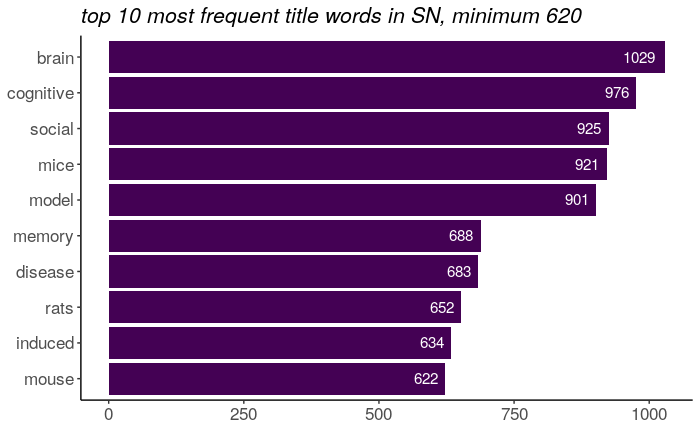 top 10 most frequent title words in SN, minimum 620
brain 1029
cognitive 976
social 925
mice 921
model 901
memory 688
disease 683
rats 652
induced 634
mouse 622
0 250 500 750 1000